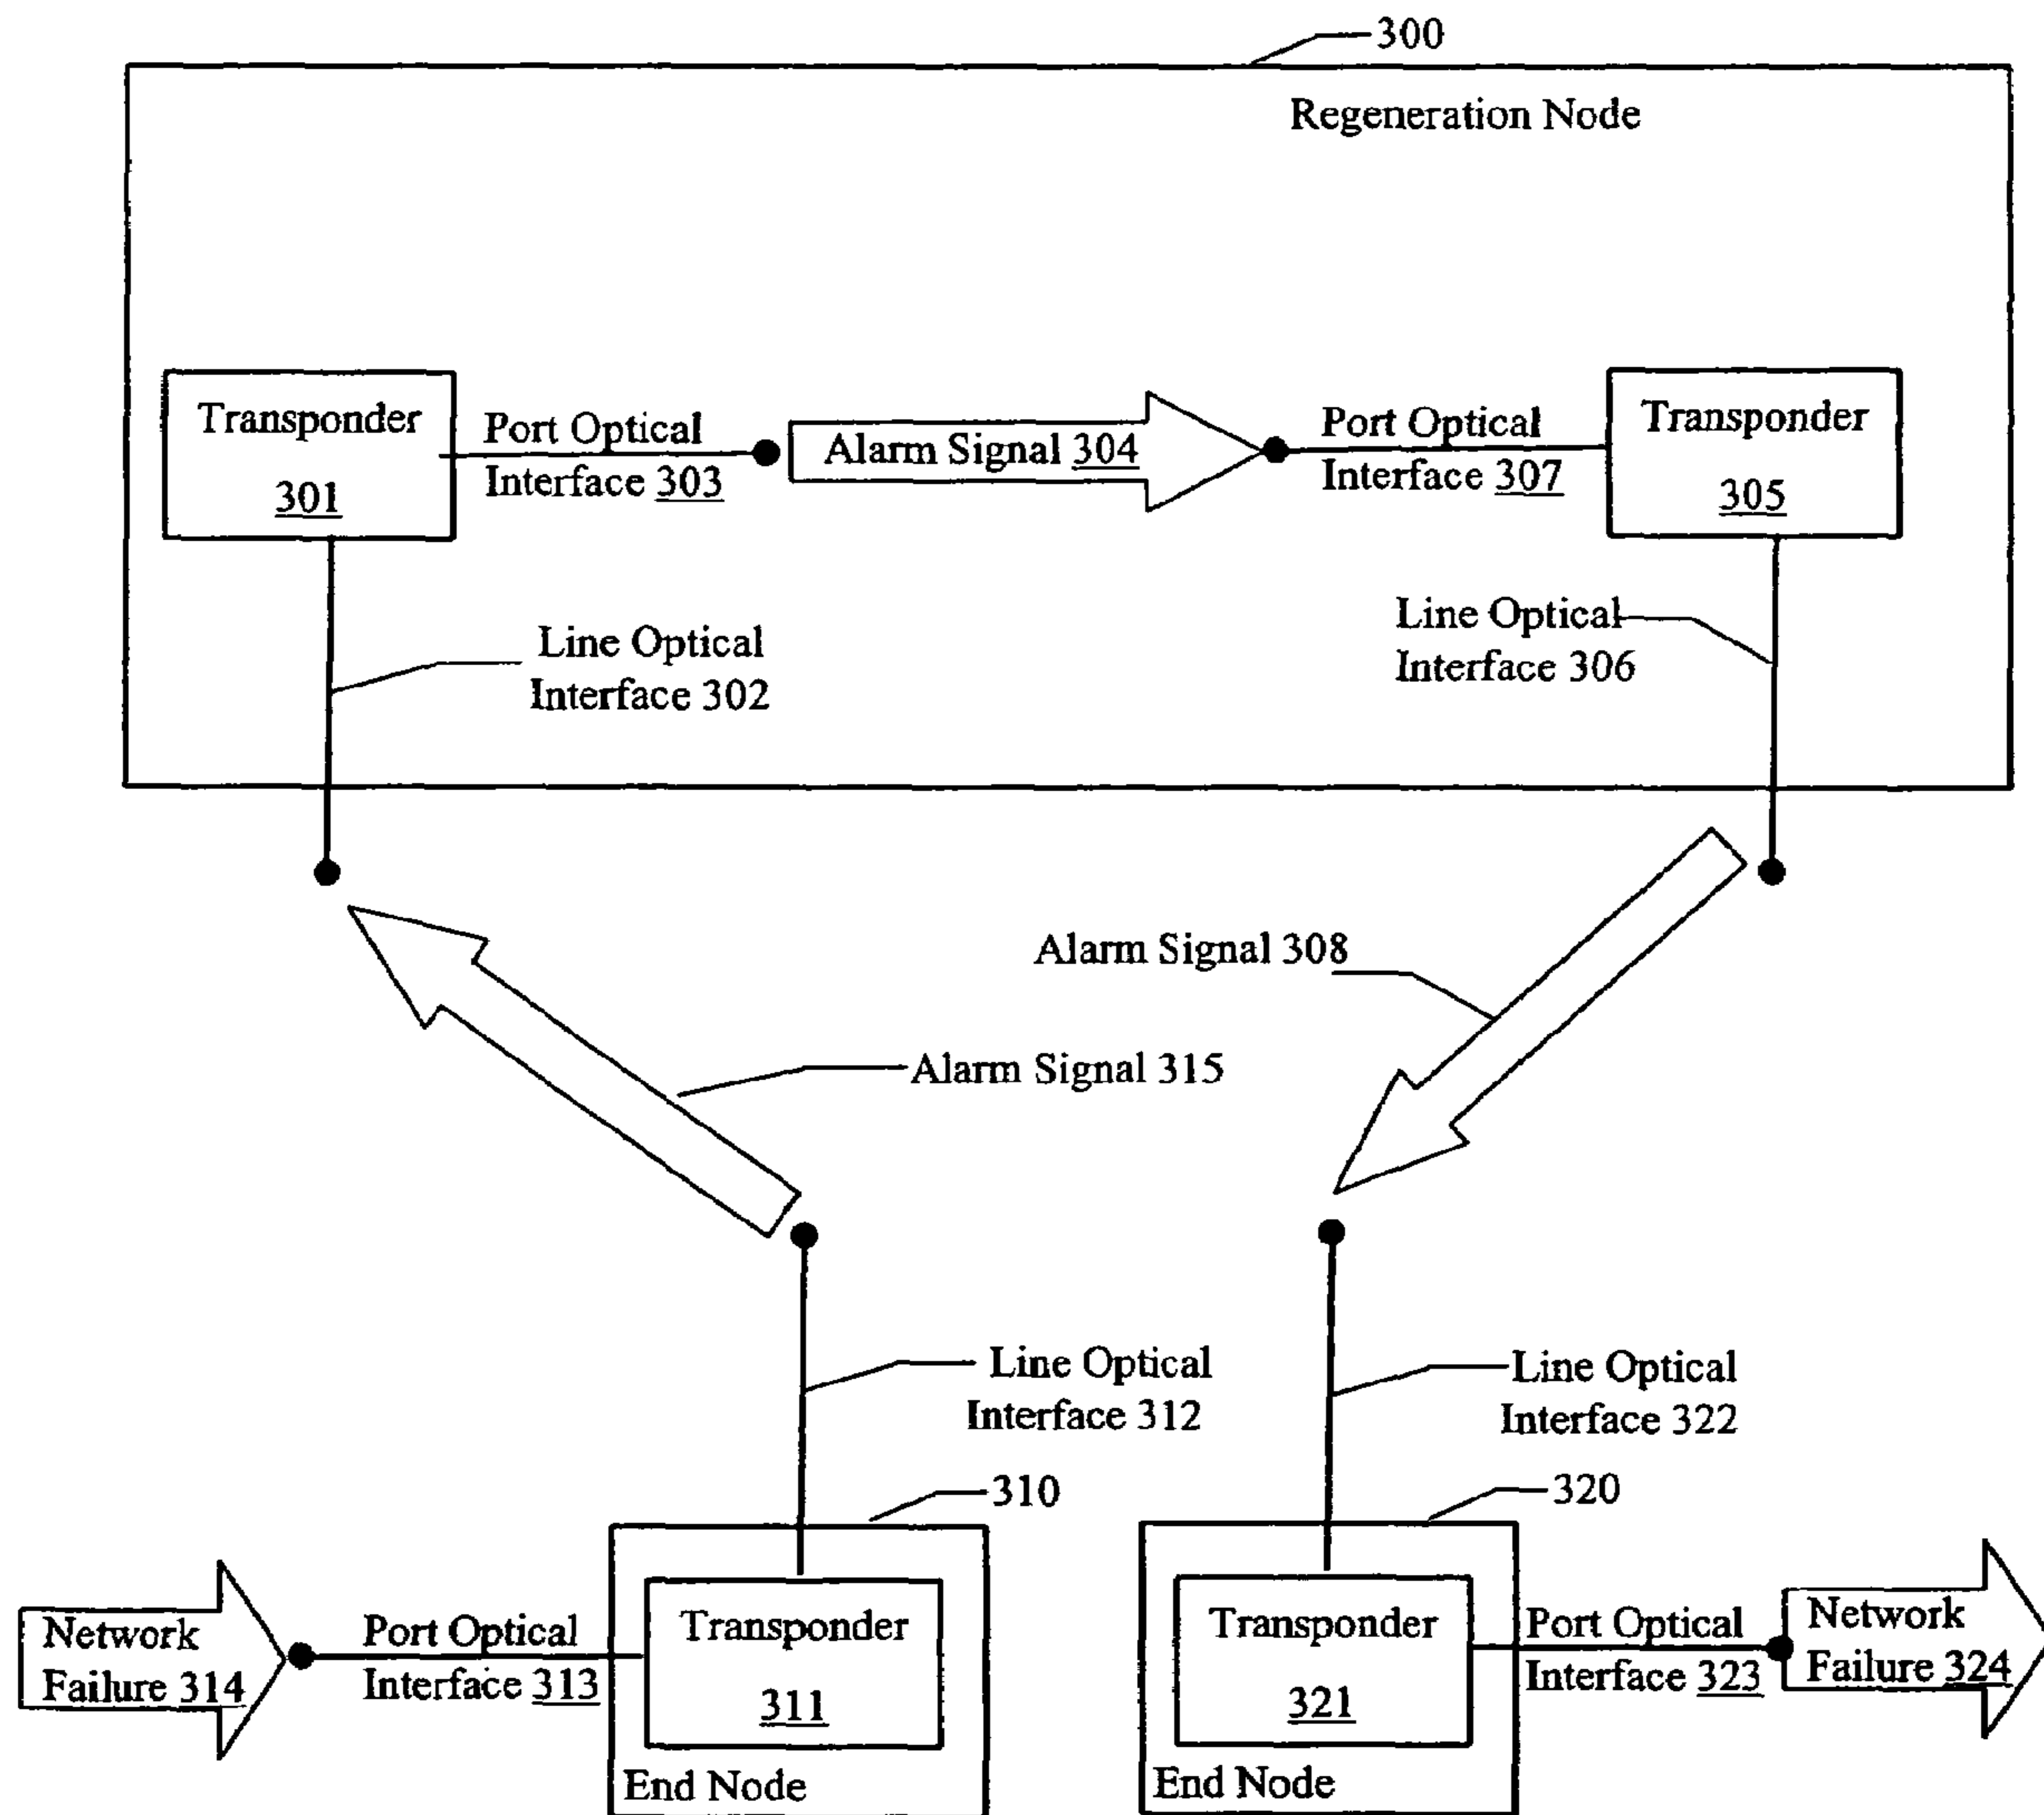 300
Regeneration Node
Transponder
301
Port Optical
Interface 303
Alarm Signal 304
Port Optical
Interface 307
Transponder
305
Line Optical
Interface 302
Line Optical
Interface 306
Alarm Signal 308
Alarm Signal 315
Line Optical
Interface 312
Line Optical
Interface 322
310
320
Network
Failure 314
Port Optical
Interface 313
Transponder
311
End Node
Transponder
321
End Node
Port Optical
Interface 323
Network
Failure 324